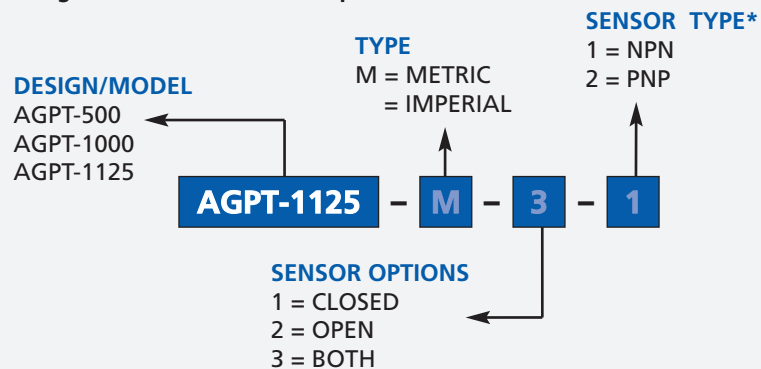 SENSOR TYPE*
1 = NPN
2 = PNP
TYPE
M = METRIC
= IMPERIAL
DESIGN/MODEL
AGPT-500
AGPT-1000
AGPT-1125
AGPT-1125 - M - 3 - 1
SENSOR OPTIONS
1 = CLOSED
2 = OPEN
3 = BOTH